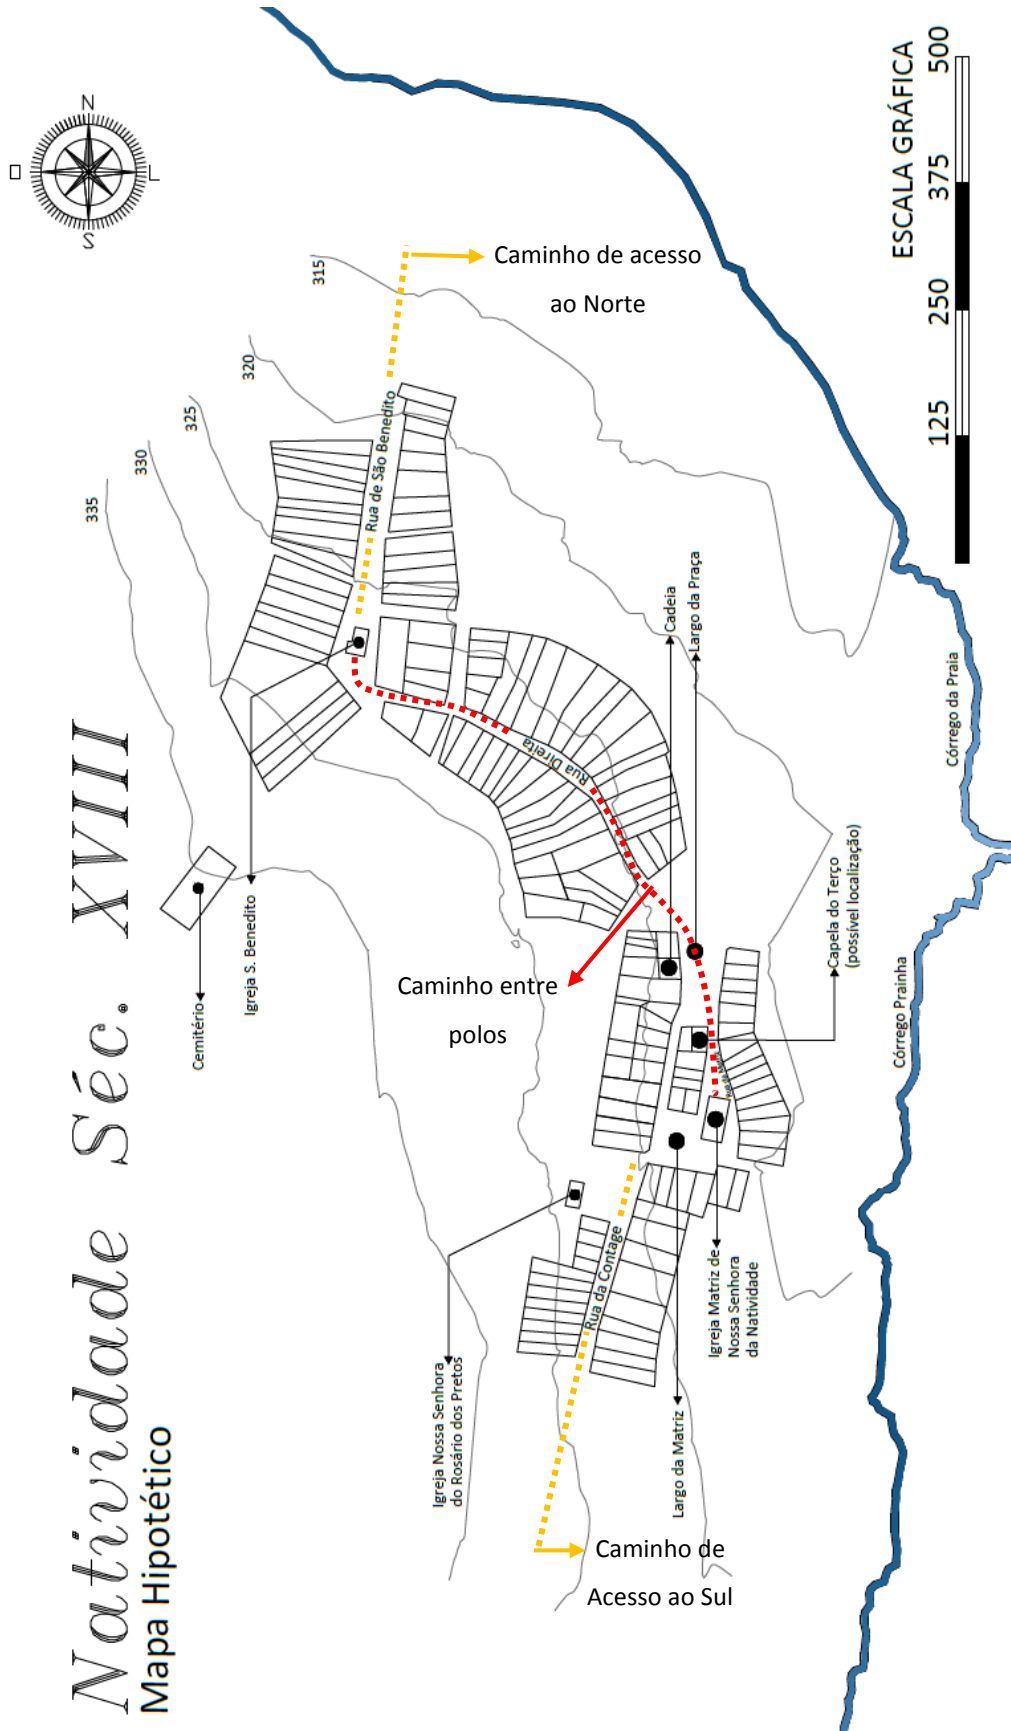 Natividade Séc. XVIII
Mapa Hipotético
N
S
L
O
ESCALA GRÁFICA
125 250 375 500
315
320
325
330
335
Caminho de acesso
ao Norte
Rua de São Benedito
Cadeia
Largo da Praça
Rua Direita
Igreja S. Benedito
Cemitério
Caminho entre
polos
Capela do Terço
(possível localização)
Córrego da Praia
Córrego Prainha
Rua da Contage
Igreja Nossa Senhora
do Rosário dos Pretos
Largo da Matriz
Igreja Matriz de
Nossa Senhora
da Natividade
Caminho de
Acesso ao Sul